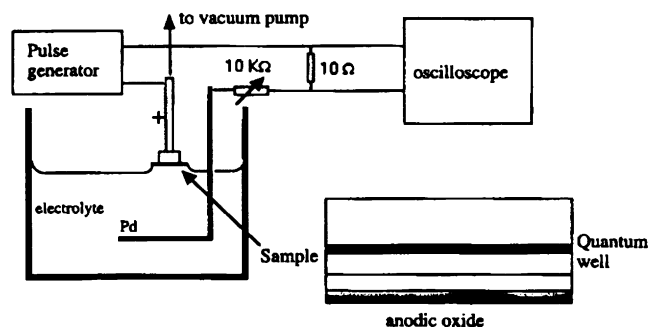 to vacuum pump
Pulse
generator
10 KΩ
10 Ω
oscilloscope
+
electrolyte
Pd
Sample
Quantum
well
anodic oxide